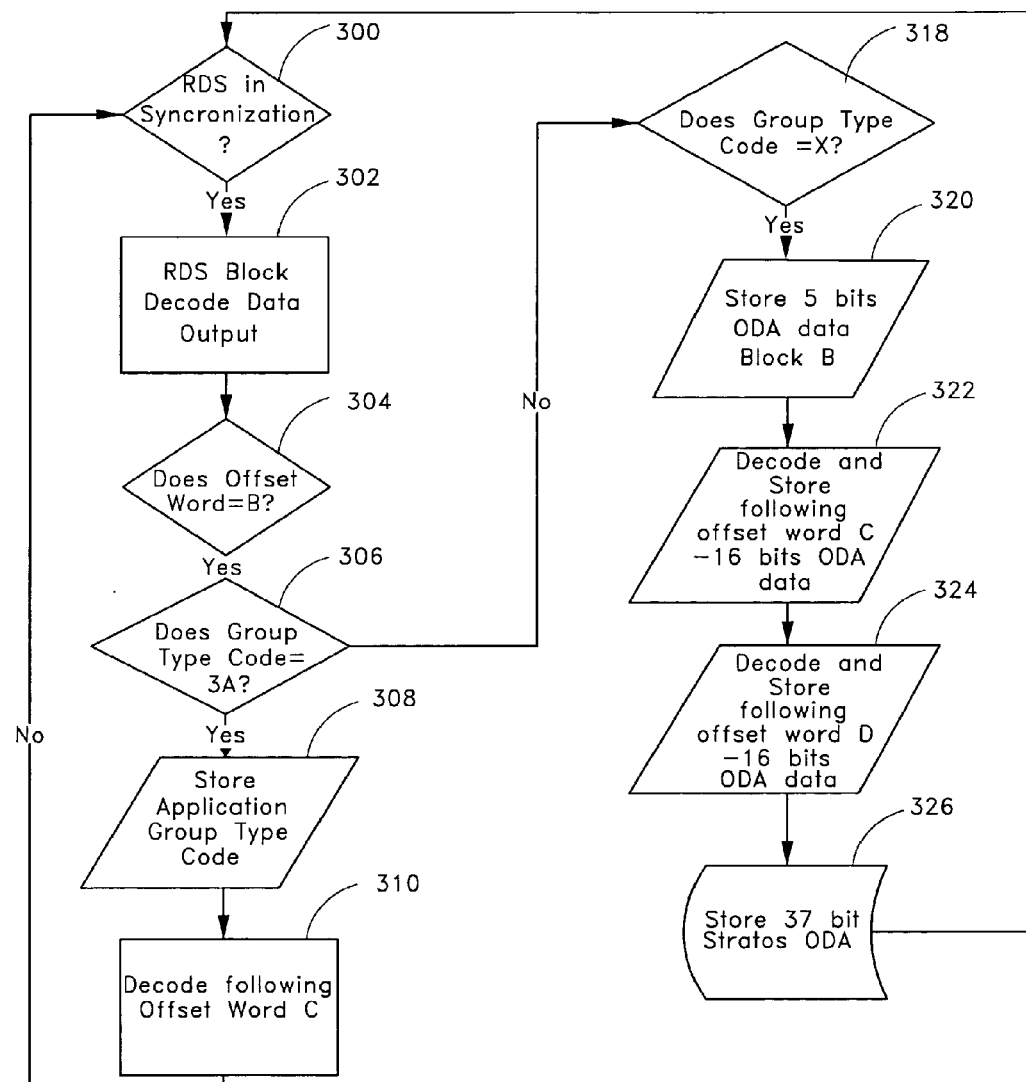 300
RDS in
Syncronization
?
Yes
302
RDS Block
Decode Data
Output
304
Does Offset
Word=B?
Yes
306
Does Group
Type Code=
3A?
Yes
No
308
Store
Application
Group Type
Code
310
Decode following
Offset Word C
No
318
Does Group Type
Code =X?
Yes
320
Store 5 bits
ODA data
Block B
322
Decode and
Store
following
offset word C
-16 bits ODA
data
324
Decode and
Store
following
offset word D
-16 bits
ODA data
326
Store 37 bit
Stratos ODA